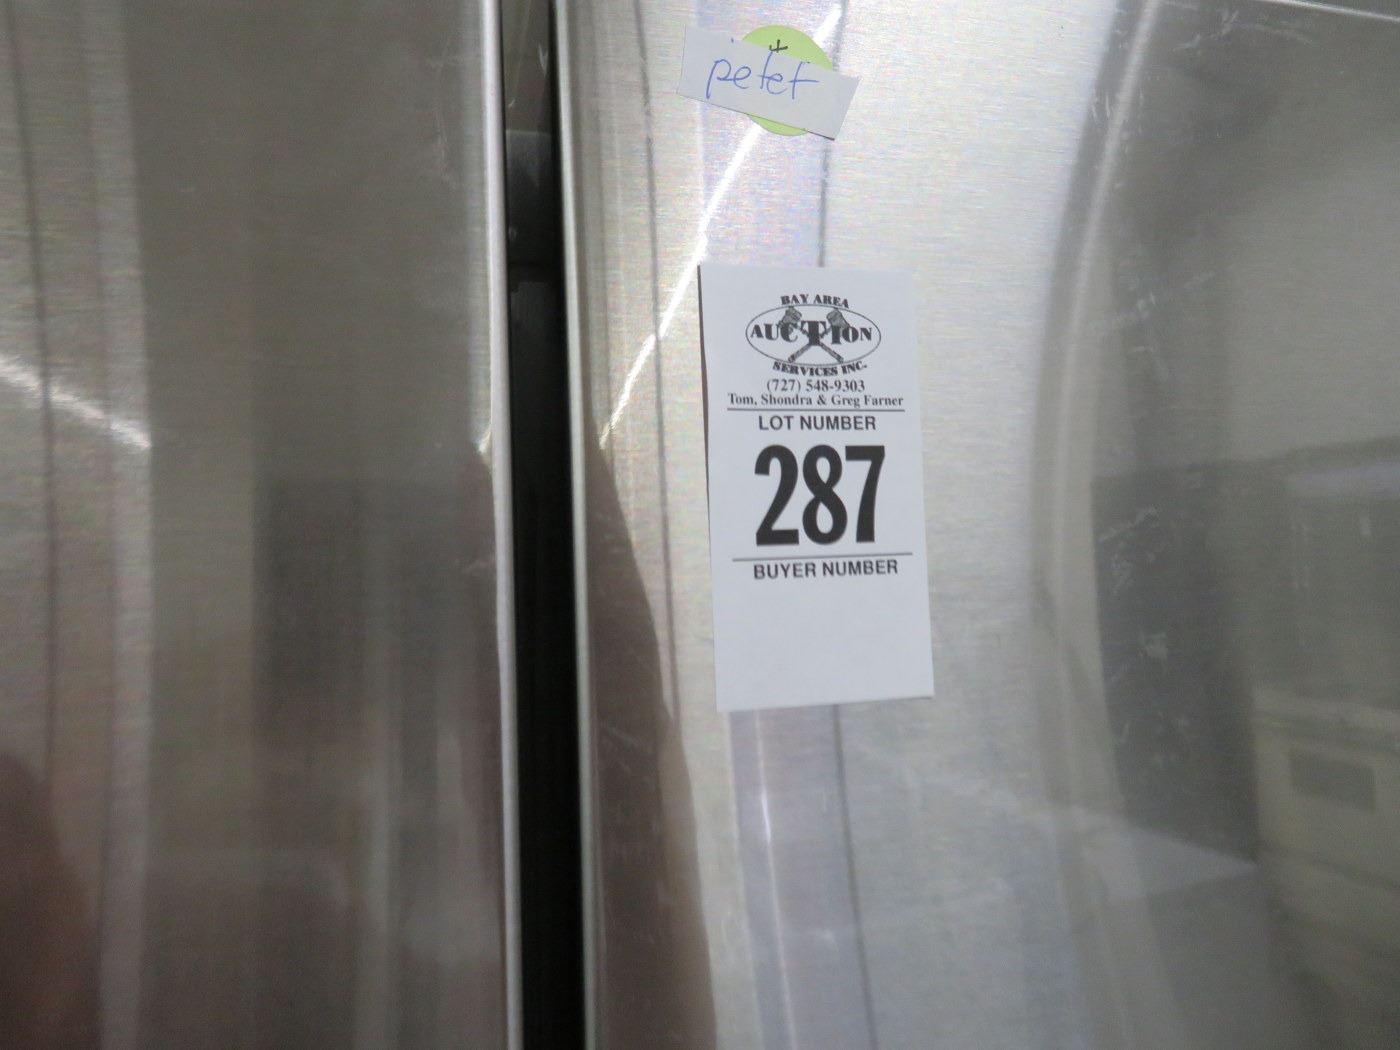 petet
BAY AREA
AUCTION
SERVICES INC.
(727) 548-9303
Tom, Shondra & Greg Farner
LOT NUMBER
287
BUYER NUMBER